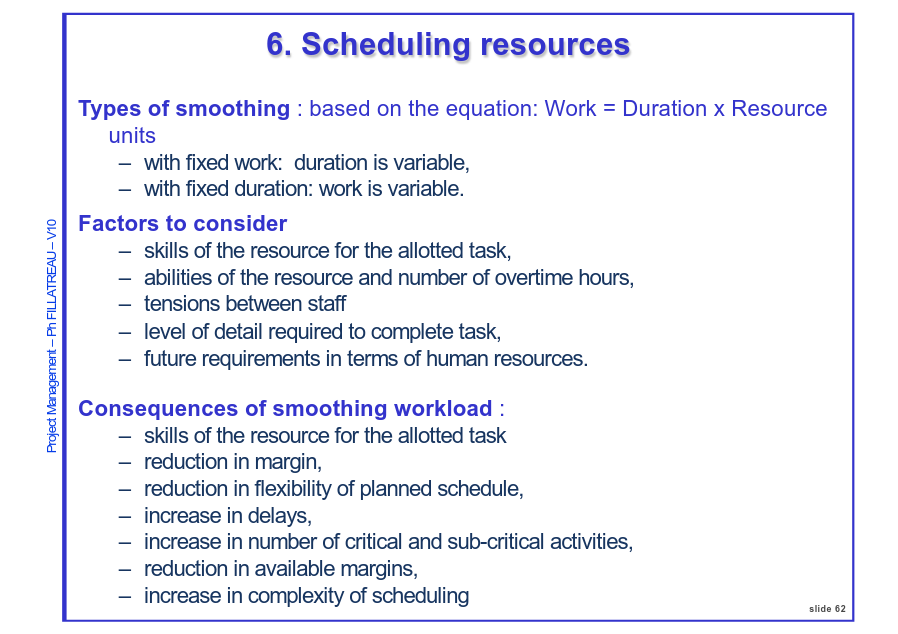 6. Scheduling resources
Types of smoothing : based on the equation: Work = Duration x Resource
units
– with fixed work:  duration is variable,
– with fixed duration: work is variable.
Factors to consider
– skills of the resource for the allotted task,
– abilities of the resource and number of overtime hours,
– tensions between staff
– level of detail required to complete task,
– future requirements in terms of human resources.
Consequences of smoothing workload :
– skills of the resource for the allotted task
– reduction in margin,
– reduction in flexibility of planned schedule,
– increase in delays,
– increase in number of critical and sub-critical activities,
– reduction in available margins,
– increase in complexity of scheduling
slide 62
Project Management – Ph FILLATREAU – V10